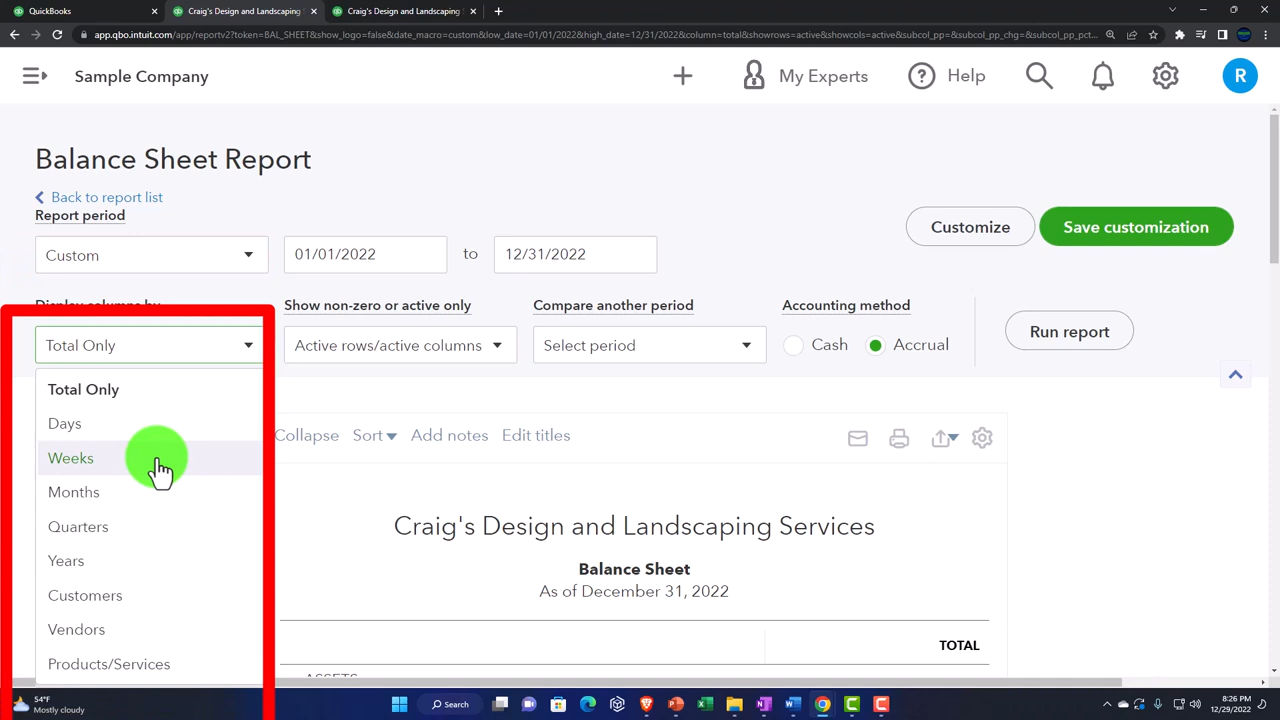 QuickBooks
Craig's Design and Landscaping S
Craig's Design and Landscaping S
app.qbo.intuit.com/app/reportv2?token=BAL_SHEET&show_logo=false&date_macro=custom&low_date=01/01/2022&high_date=12/31/2022&column=total&showrows=active&showcols=active&subcol_pp=&subcol_pp_chg=&subcol_pp_pct...
Sample Company
My Experts
Help
R
Balance Sheet Report
Back to report list
Report period
Custom
01/01/2022
to
12/31/2022
Customize
Save customization
Display columns by
Show non-zero or active only
Compare another period
Accounting method
Total Only
Active rows/active columns
Select period
Cash
Accrual
Run report
Total Only
Days
Weeks
Months
Quarters
Years
Customers
Vendors
Products/Services
Collapse
Sort
Add notes
Edit titles
Craig's Design and Landscaping Services
Balance Sheet
As of December 31, 2022
TOTAL
ASSETS
54°F
Mostly cloudy
Search
8:26 PM
12/29/2022